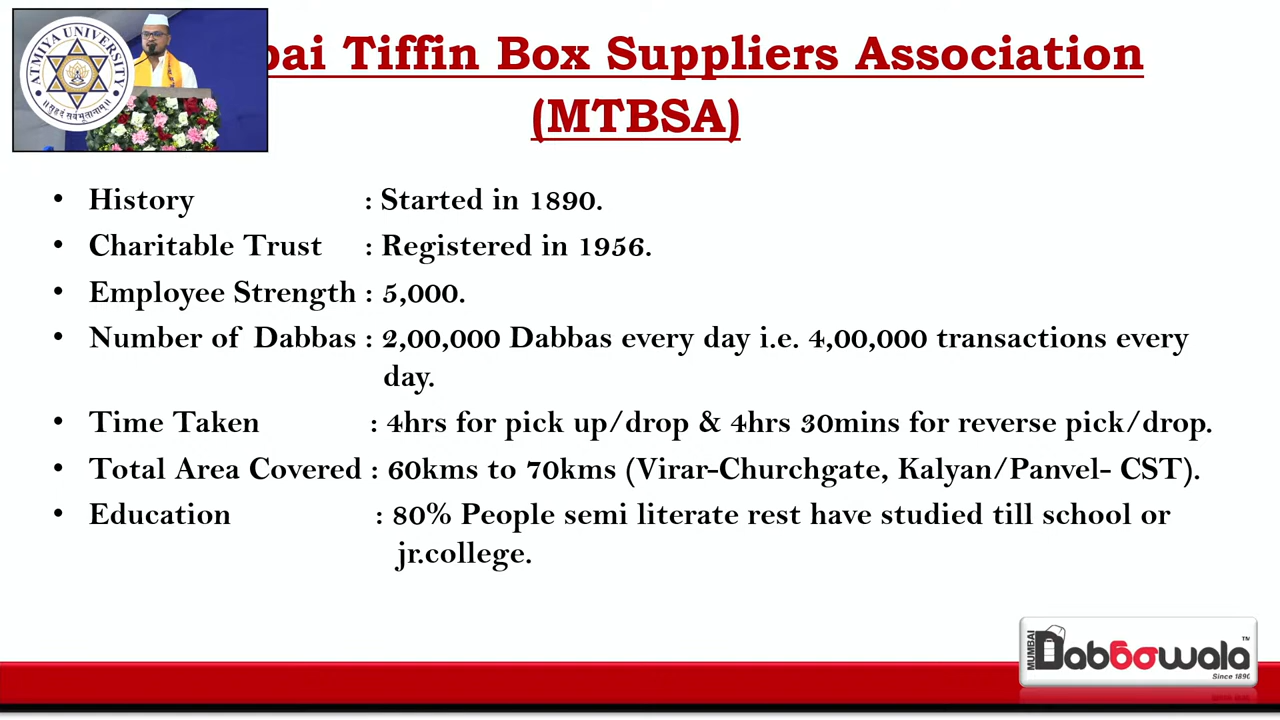 ATMIYA UNIVERSITY
॥सुहृदं सर्वभूतानाम्॥
bai Tiffin Box Suppliers Association
(MTBSA)
• History : Started in 1890.
• Charitable Trust : Registered in 1956.
• Employee Strength : 5,000.
• Number of Dabbas : 2,00,000 Dabbas every day i.e. 4,00,000 transactions every
day.
• Time Taken : 4hrs for pick up/drop & 4hrs 30mins for reverse pick/drop.
• Total Area Covered : 60kms to 70kms (Virar-Churchgate, Kalyan/Panvel- CST).
• Education : 80% People semi literate rest have studied till school or
jr.college.
MUMBAI
Dabbawala™
Since 1890